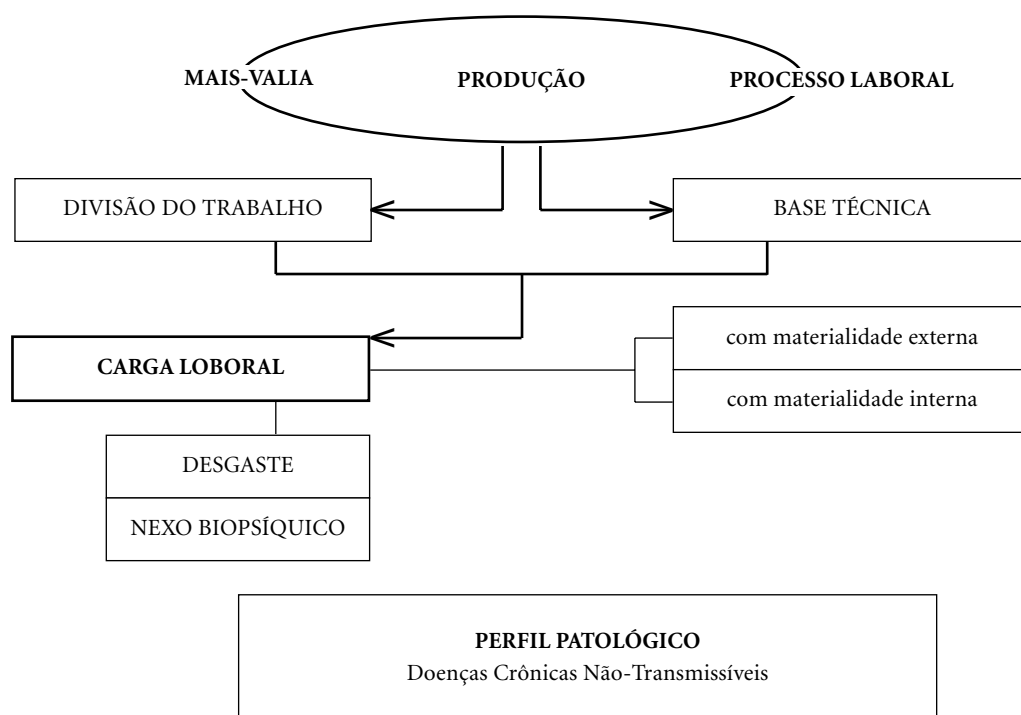 MAIS-VALIA PRODUÇÃO PROCESSO LABORAL
DIVISÃO DO TRABALHO BASE TÉCNICA
com materialidade externa
CARGA LOBORAL
com materialidade interna
DESGASTE
NEXO BIOPSÍQUICO
PERFIL PATOLÓGICO
Doenças Crônicas Não-Transmissíveis